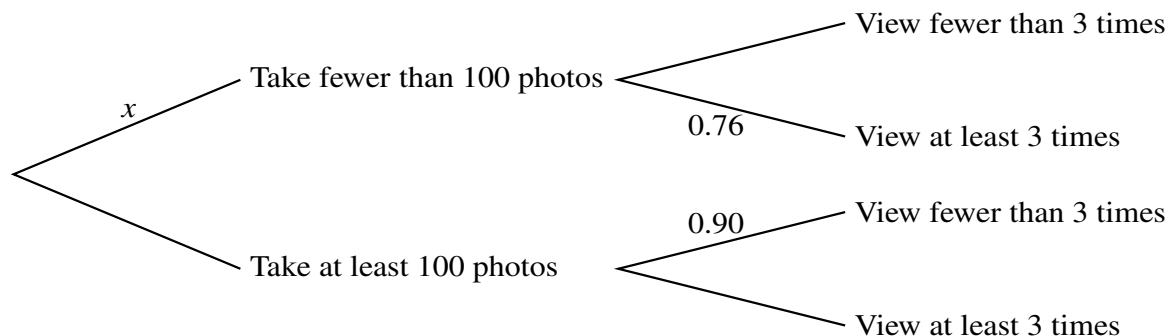 View fewer than 3 times
x
Take fewer than 100 photos
0.76
View at least 3 times
0.90
View fewer than 3 times
Take at least 100 photos
View at least 3 times